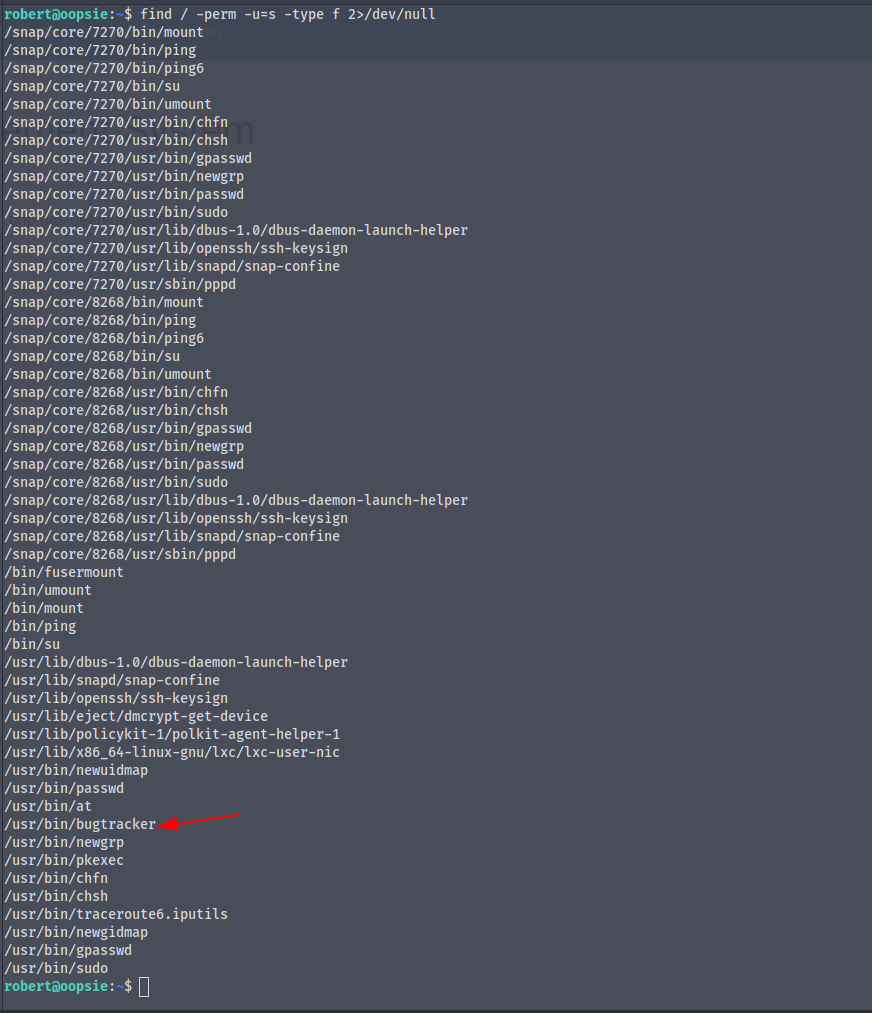 robert@oopsie:~$ find / -perm -u=s -type f 2>/dev/null
/snap/core/7270/bin/mount
/snap/core/7270/bin/ping
/snap/core/7270/bin/ping6
/snap/core/7270/bin/su
/snap/core/7270/bin/umount
/snap/core/7270/usr/bin/chfn
/snap/core/7270/usr/bin/chsh
/snap/core/7270/usr/bin/gpasswd
/snap/core/7270/usr/bin/newgrp
/snap/core/7270/usr/bin/passwd
/snap/core/7270/usr/bin/sudo
/snap/core/7270/usr/lib/dbus-1.0/dbus-daemon-launch-helper
/snap/core/7270/usr/lib/openssh/ssh-keysign
/snap/core/7270/usr/lib/snapd/snap-confine
/snap/core/7270/usr/sbin/pppd
/snap/core/8268/bin/mount
/snap/core/8268/bin/ping
/snap/core/8268/bin/ping6
/snap/core/8268/bin/su
/snap/core/8268/bin/umount
/snap/core/8268/usr/bin/chfn
/snap/core/8268/usr/bin/chsh
/snap/core/8268/usr/bin/gpasswd
/snap/core/8268/usr/bin/newgrp
/snap/core/8268/usr/bin/passwd
/snap/core/8268/usr/bin/sudo
/snap/core/8268/usr/lib/dbus-1.0/dbus-daemon-launch-helper
/snap/core/8268/usr/lib/openssh/ssh-keysign
/snap/core/8268/usr/lib/snapd/snap-confine
/snap/core/8268/usr/sbin/pppd
/bin/fusermount
/bin/umount
/bin/mount
/bin/ping
/bin/su
/usr/lib/dbus-1.0/dbus-daemon-launch-helper
/usr/lib/snapd/snap-confine
/usr/lib/openssh/ssh-keysign
/usr/lib/eject/dmcrypt-get-device
/usr/lib/policykit-1/polkit-agent-helper-1
/usr/lib/x86_64-linux-gnu/lxc/lxc-user-nic
/usr/bin/newuidmap
/usr/bin/passwd
/usr/bin/at
/usr/bin/bugtracker
/usr/bin/newgrp
/usr/bin/pkexec
/usr/bin/chfn
/usr/bin/chsh
/usr/bin/traceroute6.iputils
/usr/bin/newgidmap
/usr/bin/gpasswd
/usr/bin/sudo
robert@oopsie:~$